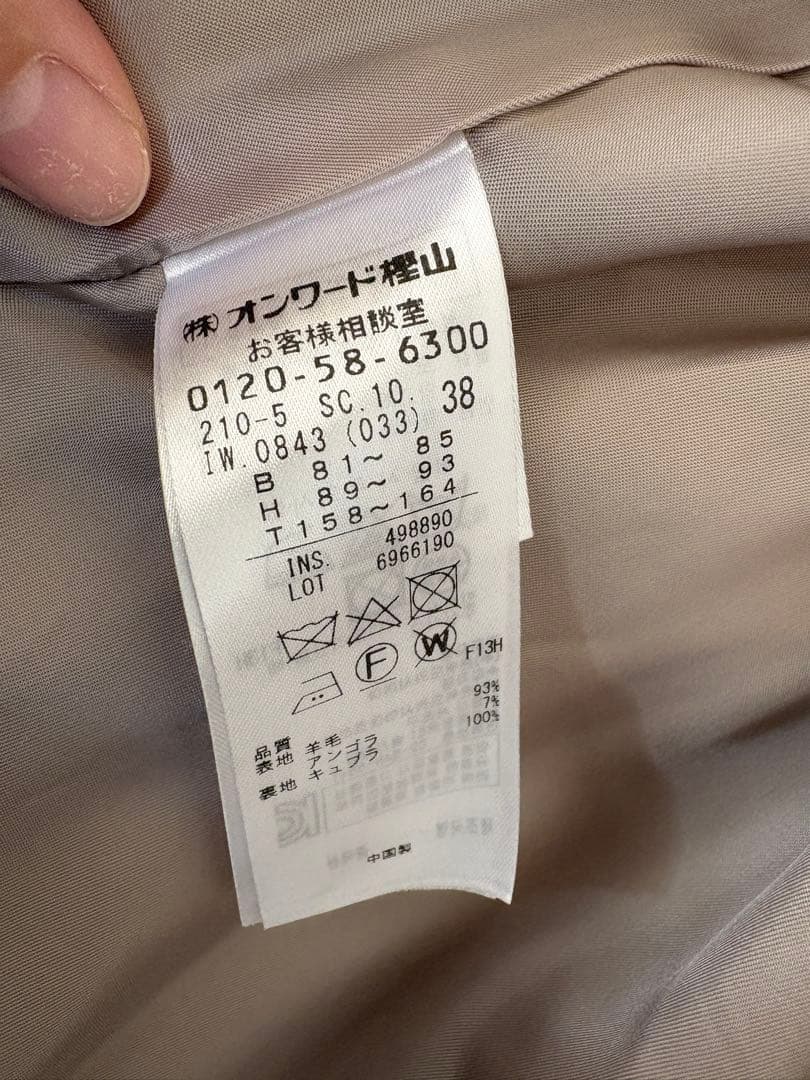 (株)オンワード樫山
お客様相談室
0120-58-6300
210-5 SC.10.
IW.0843 (033) 38
B 81～ 85
H 89～ 93
T158～164
INS. 498890
LOT 6966190
F W F13H
品質
表地 羊毛 93%
アンゴラ 7%
裏地 キュプラ 100%
中国製